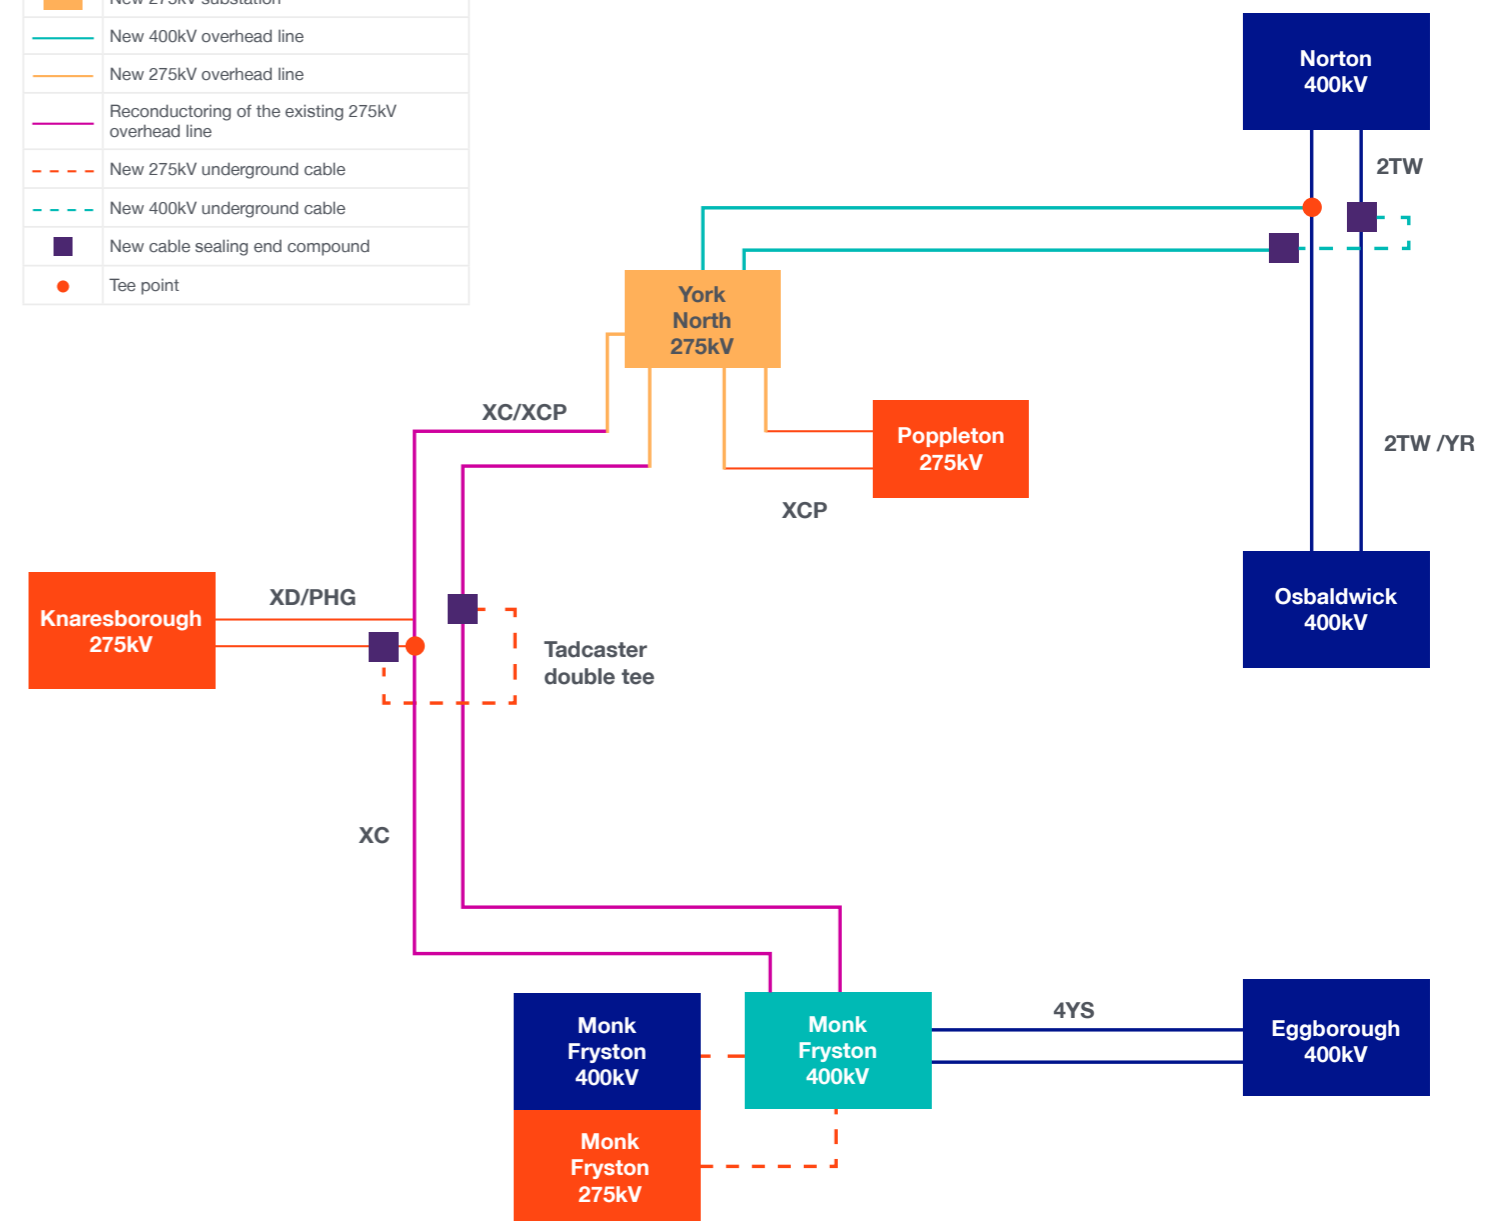 New 275kV substation
New 400kV overhead line
New 275kV overhead line
Reconductoring of the existing 275kV
overhead line
New 275kV underground cable
New 400kV underground cable
New cable sealing end compound
Tee point
Norton
400kV
2TW
York
North
275kV
XC/XCP
Poppleton
275kV
2TW /YR
XCP
Knaresborough
275kV
XD/PHG
Tadcaster
double tee
Osbaldwick
400kV
XC
Monk
Fryston
400kV
Monk
Fryston
400kV
4YS
Eggborough
400kV
Monk
Fryston
275kV